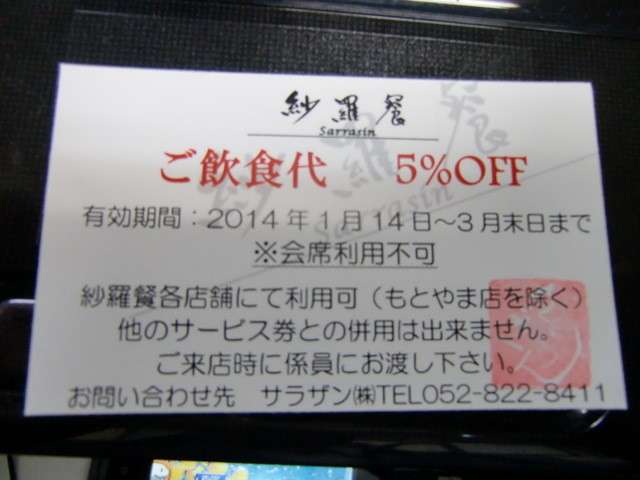 紗羅餐
Sarrasin
ご飲食代 5%OFF
有効期間：2014年1月14日～3月末日まで
※会席利用不可
紗羅餐各店舗にて利用可（もとやま店を除く）
他のサービス券との併用は出来ません。
ご来店時に係員にお渡し下さい。
お問い合わせ先 サラザン㈱TEL052-822-8411